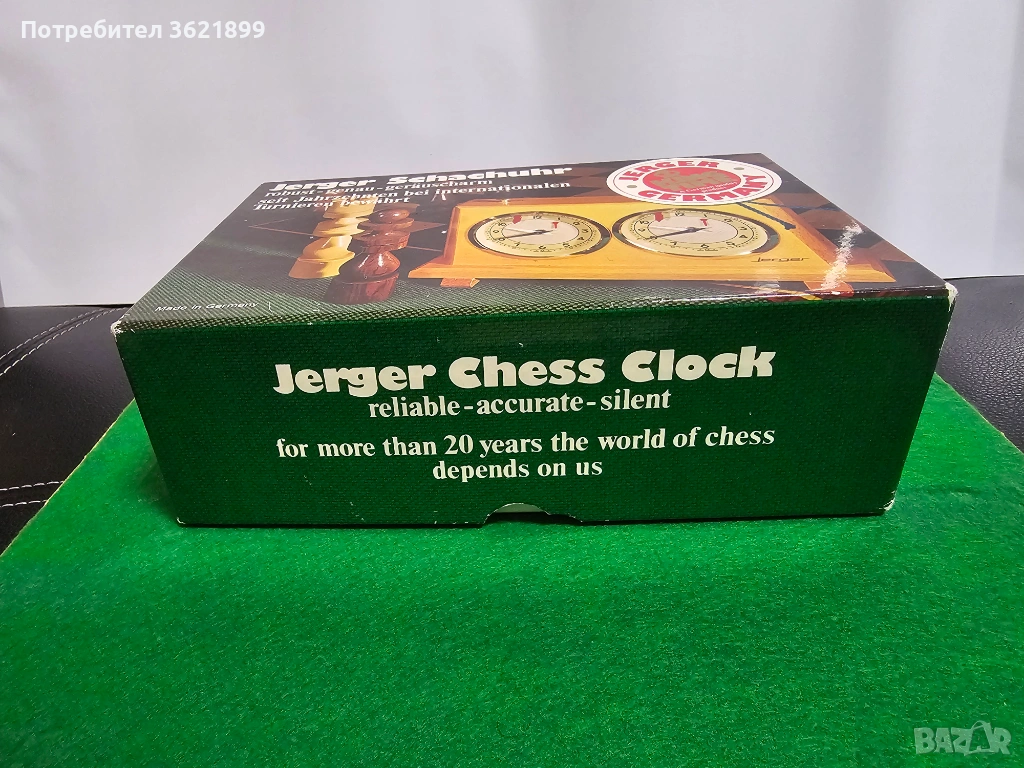 Потребител 3621899
Jerger Schachuhr
robust-genau-geräuscharm
seit Jahrzehnten bei internationalen
Turnieren bewährt
JERGER
GERMANY
Jerger
Made in Germany
Jerger Chess Clock
reliable-accurate-silent
for more than 20 years the world of chess
depends on us
BAZAR